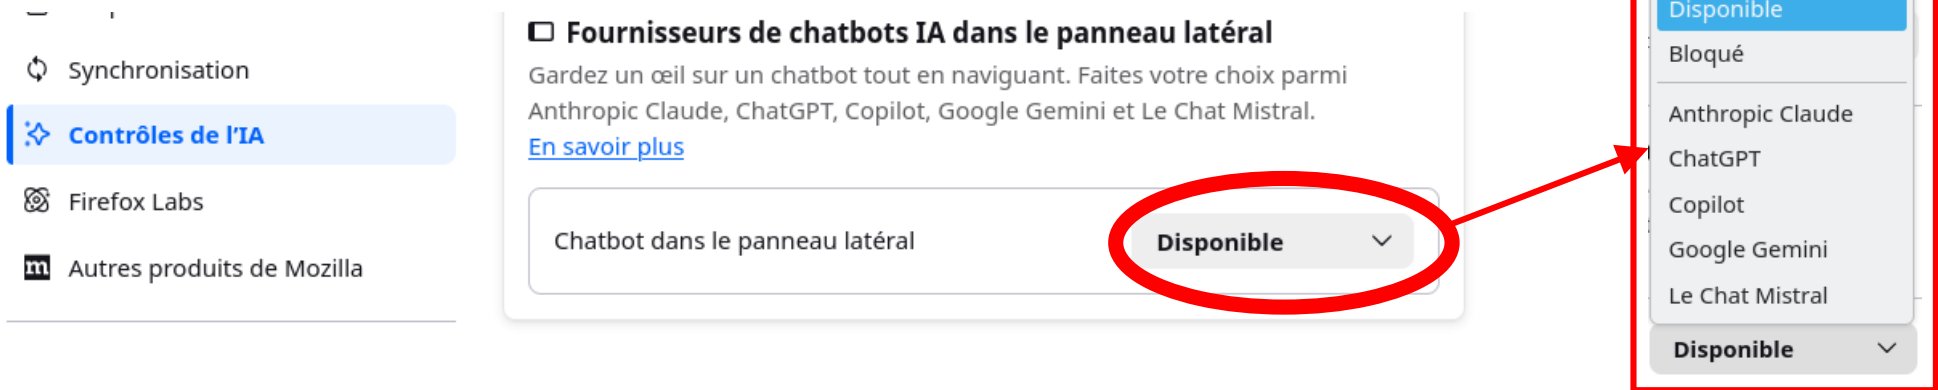 Synchronisation
Contrôles de l’IA
Firefox Labs
m Autres produits de Mozilla
Fournisseurs de chatbots IA dans le panneau latéral
Gardez un œil sur un chatbot tout en naviguant. Faites votre choix parmi
Anthropic Claude, ChatGPT, Copilot, Google Gemini et Le Chat Mistral.
En savoir plus
Chatbot dans le panneau latéral
Disponible
Disponible
Bloqué
Anthropic Claude
ChatGPT
Copilot
Google Gemini
Le Chat Mistral
Disponible